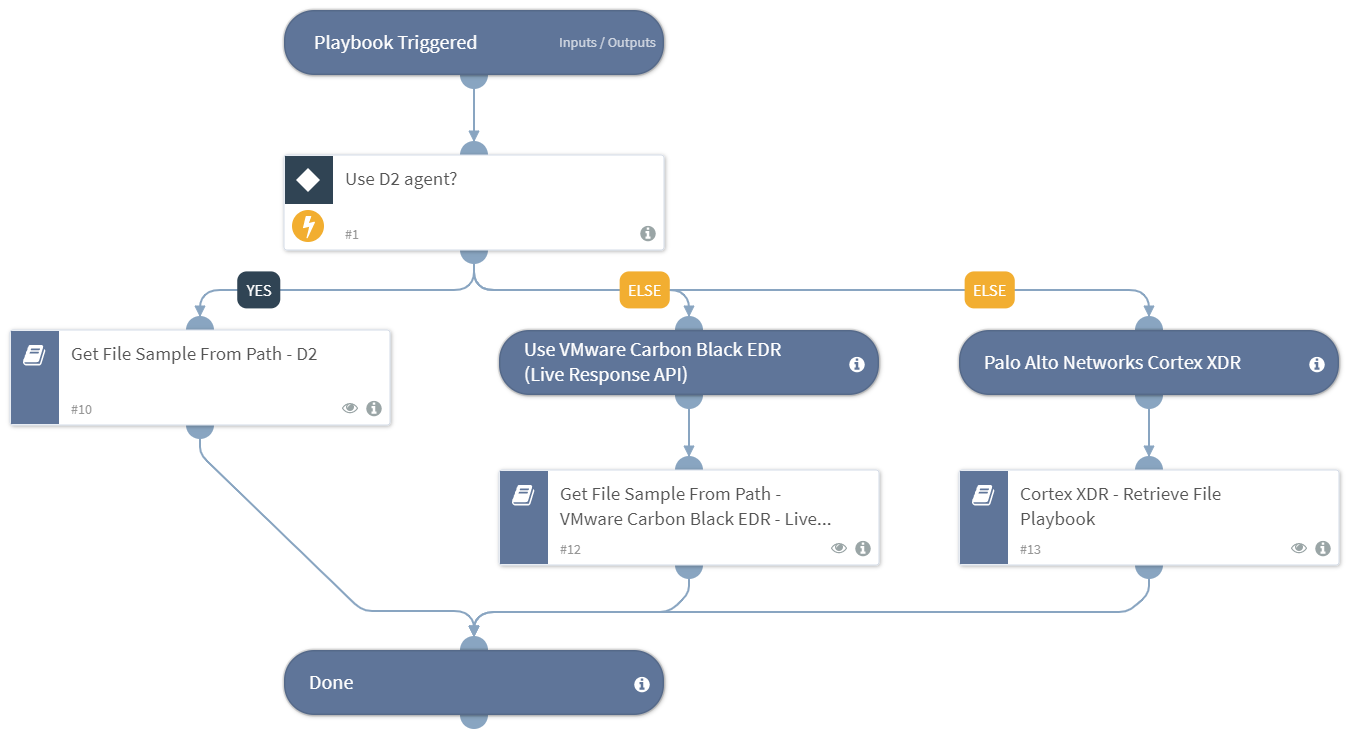 Playbook Triggered
Inputs / Outputs
Use D2 agent?
#1
YES
ELSE
ELSE
Get File Sample From Path - D2
#10
Use VMware Carbon Black EDR
(Live Response API)
Palo Alto Networks Cortex XDR
Get File Sample From Path -
VMware Carbon Black EDR - Live...
#12
Cortex XDR - Retrieve File
Playbook
#13
Done